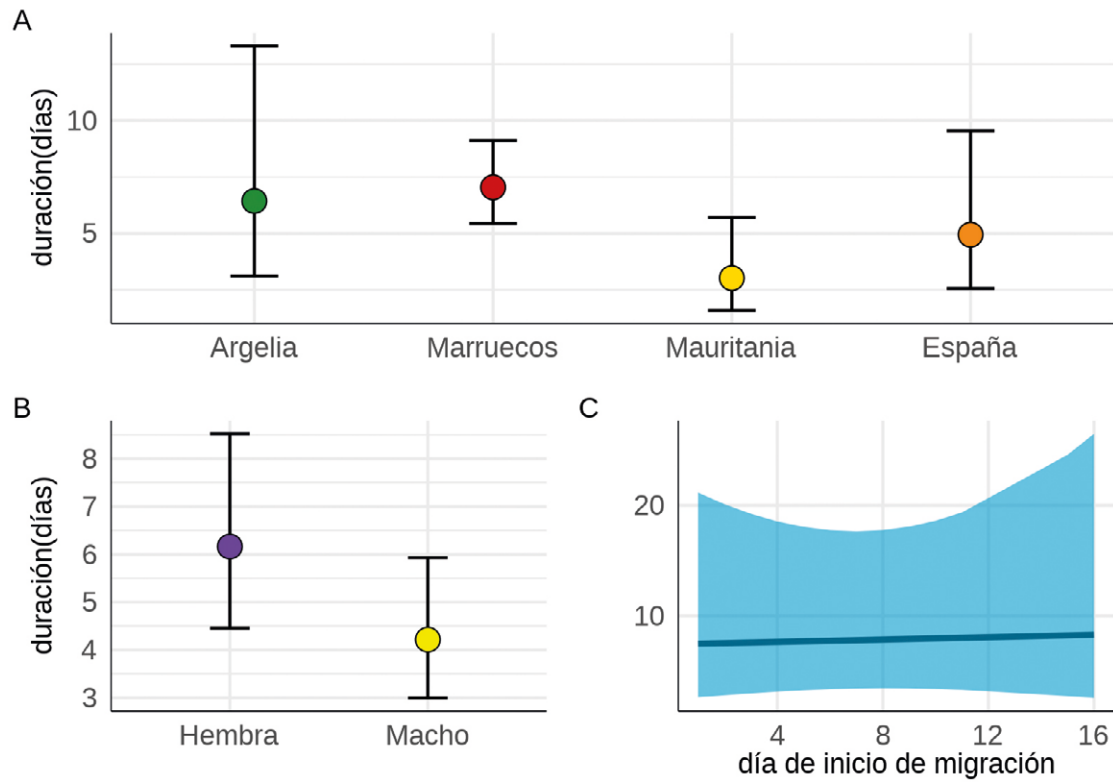 A
duración(días)
10
5
Argelia Marruecos Mauritania España
B
duración(días)
8
7
6
5
4
3
Hembra Macho
C
20
10
4 8 12 16
día de inicio de migración